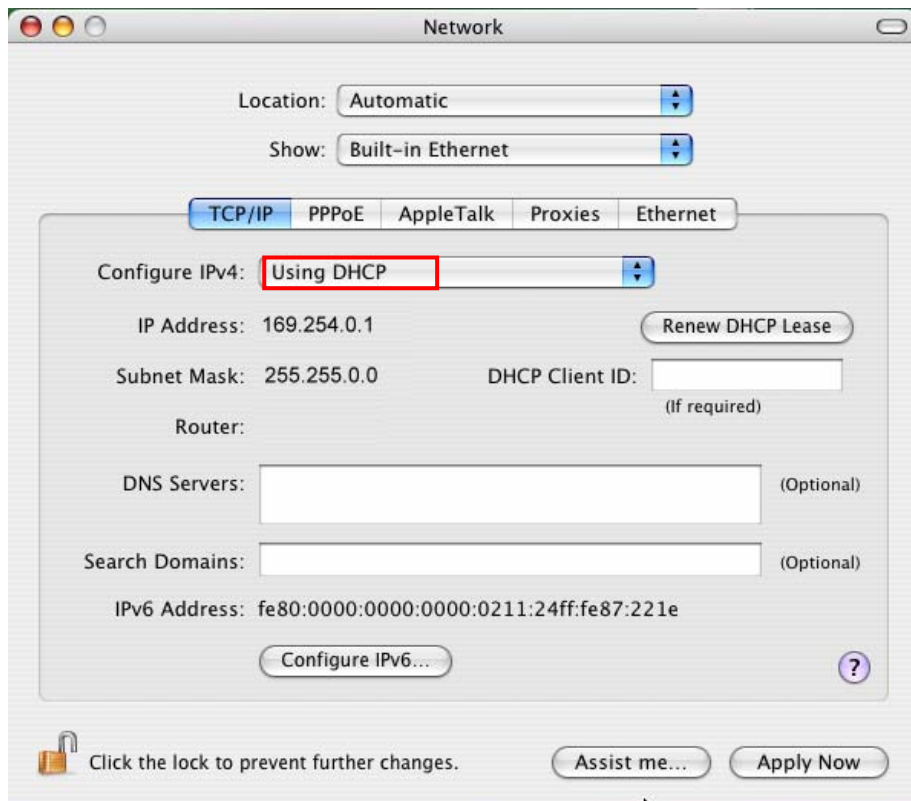 Network
Location: Automatic
Show: Built-in Ethernet
TCP/IP PPPoE AppleTalk Proxies Ethernet
Configure IPv4: Using DHCP
IP Address: 169.254.0.1 Renew DHCP Lease
Subnet Mask: 255.255.0.0 DHCP Client ID:
(If required)
Router:
DNS Servers: (Optional)
Search Domains: (Optional)
IPv6 Address: fe80:0000:0000:0000:0211:24ff:fe87:221e
Configure IPv6...
?
Click the lock to prevent further changes. Assist me... Apply Now